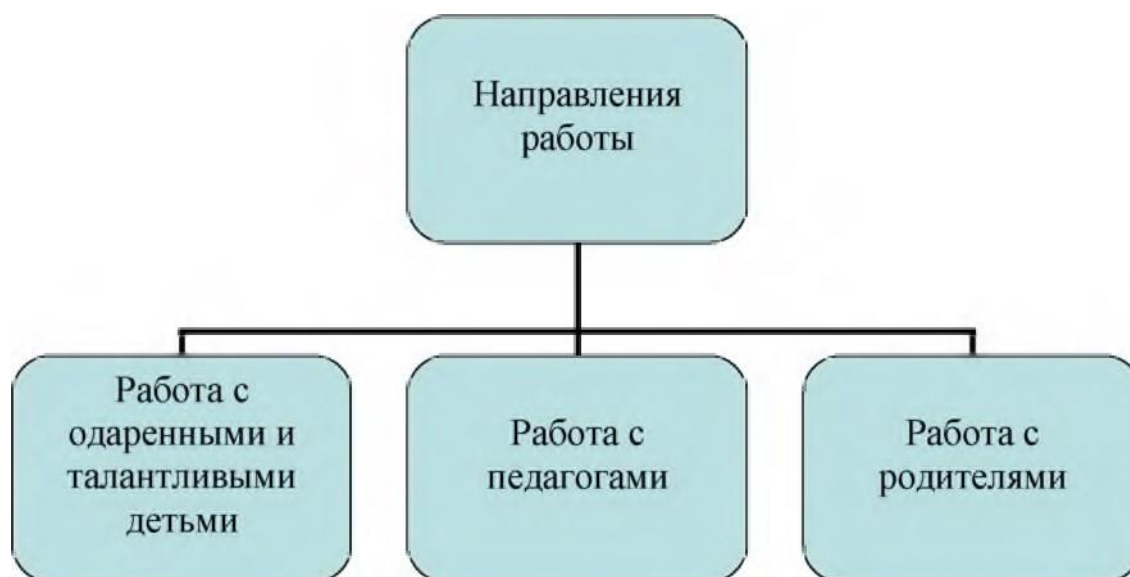 Направления
работы
Работа с
одаренными и
талантливыми
детьми
Работа с
педагогами
Работа с
родителями